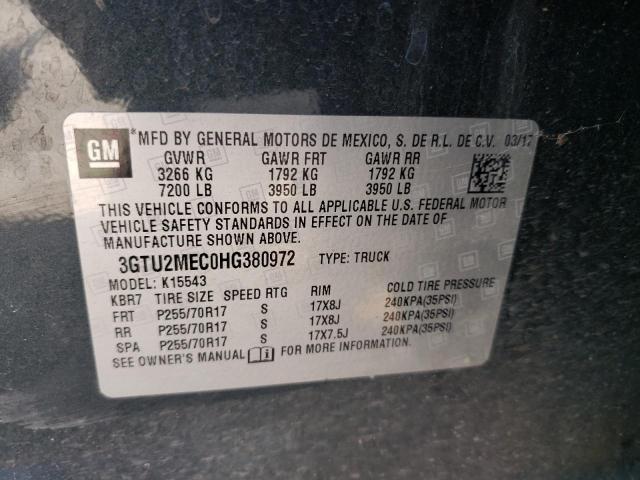 GM
*MFD BY GENERAL MOTORS DE MEXICO, S. DE R.L. DE C.V. 03/17
GVWR GAWR FRT GAWR RR
3266 KG 1792 KG 1792 KG
7200 LB 3950 LB 3950 LB
THIS VEHICLE CONFORMS TO ALL APPLICABLE U.S. FEDERAL MOTOR
VEHICLE SAFETY STANDARDS IN EFFECT ON THE DATE OF
MANUFACTURE SHOWN ABOVE.
3GTU2MEC0HG380972 TYPE: TRUCK
MODEL: K15543
KBR7 TIRE SIZE SPEED RTG RIM COLD TIRE PRESSURE
FRT P255/70R17 S 17X8J 240KPA(35PSI)
RR P255/70R17 S 17X8J 240KPA(35PSI)
SPA P255/70R17 S 17X7.5J 240KPA(35PSI)
SEE OWNER'S MANUAL FOR MORE INFORMATION.